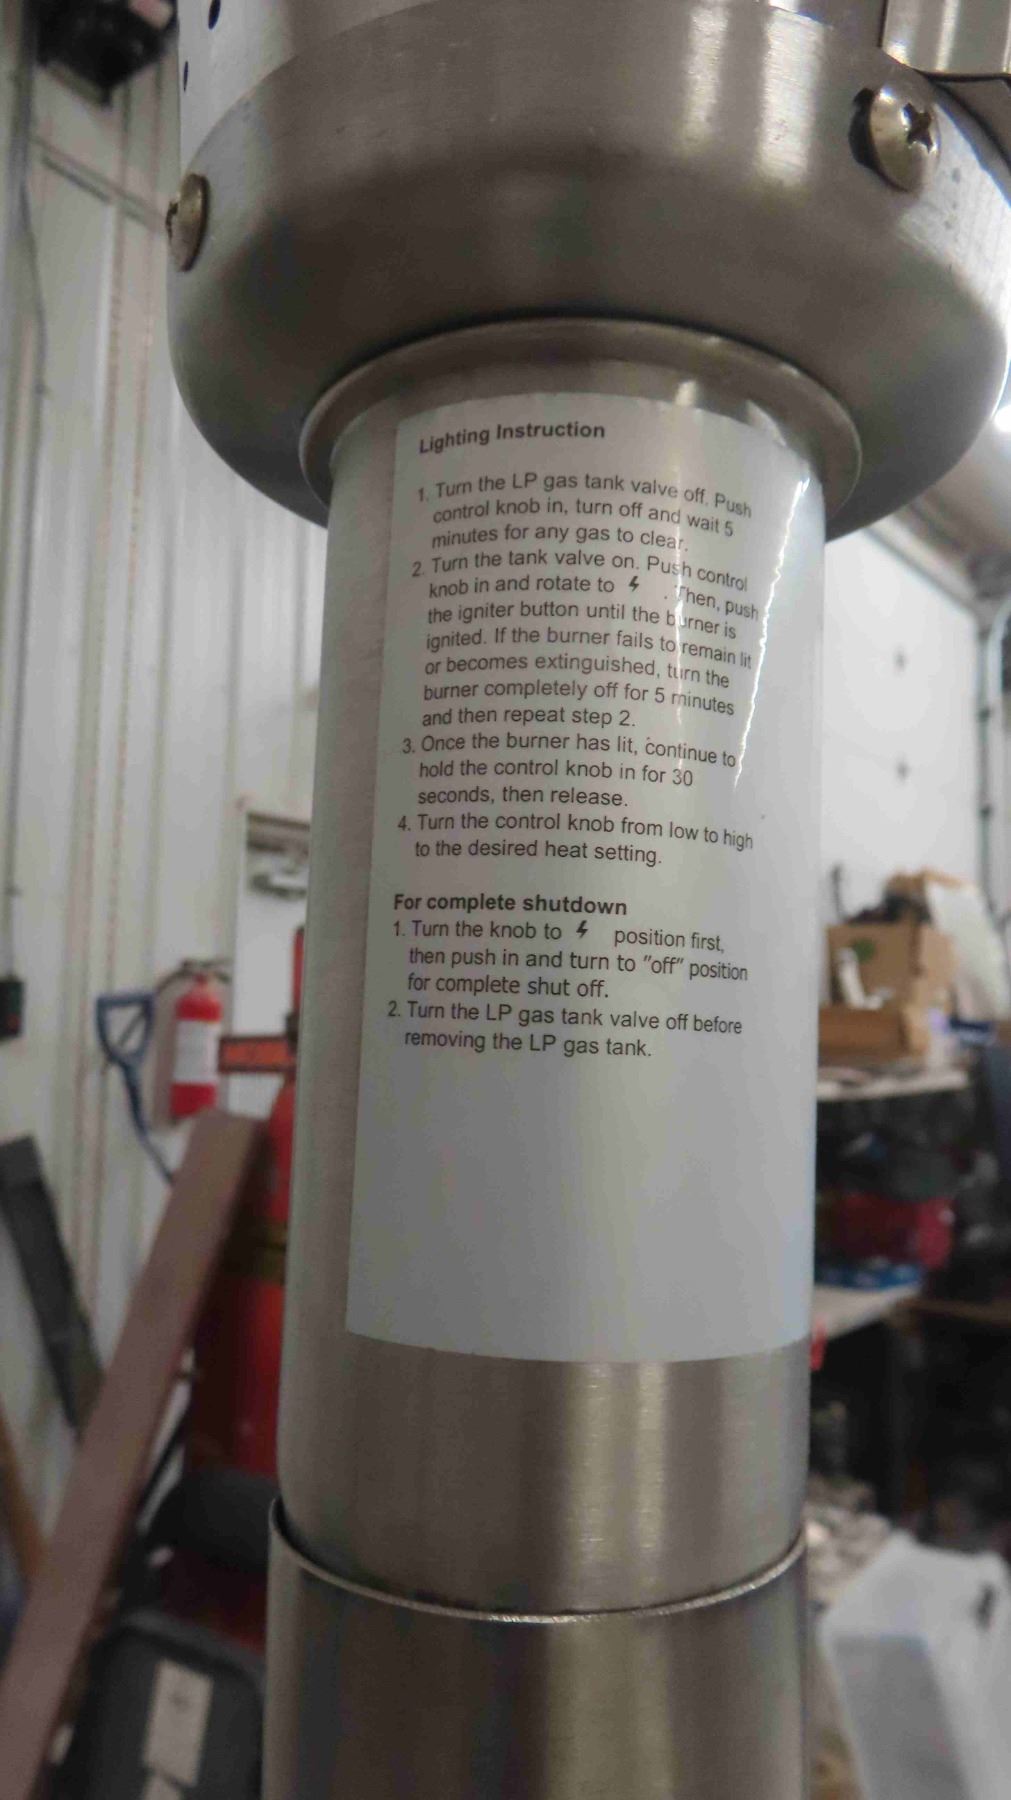 Lighting Instruction
1. Turn the LP gas tank valve off. Push
control knob in, turn off and wait 5
minutes for any gas to clear.
2. Turn the tank valve on. Push control
knob in and rotate to ⚡ . Then, push
the igniter button until the burner is
ignited. If the burner fails to remain lit
or becomes extinguished, turn the
burner completely off for 5 minutes
and then repeat step 2.
3. Once the burner has lit, continue to
hold the control knob in for 30
seconds, then release.
4. Turn the control knob from low to high
to the desired heat setting.
For complete shutdown
1. Turn the knob to ⚡ position first,
then push in and turn to "off" position
for complete shut off.
2. Turn the LP gas tank valve off before
removing the LP gas tank.